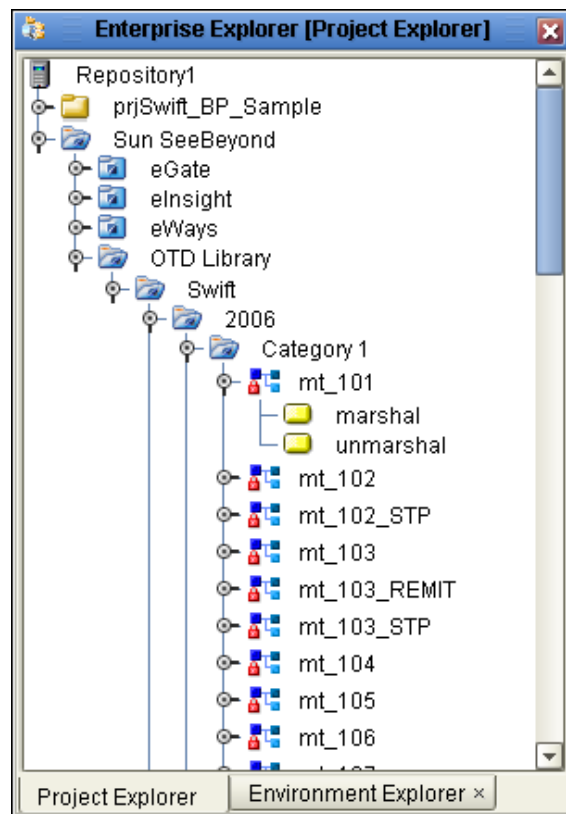 Enterprise Explorer [Project Explorer]
Repository1
prjSwift_BP_Sample
Sun SeeBeyond
eGate
eInsight
eWays
OTD Library
Swift
2006
Category 1
mt_101
marshal
unmarshal
mt_102
mt_102_STP
mt_103
mt_103_REMIT
mt_103_STP
mt_104
mt_105
mt_106
Project Explorer
Environment Explorer ×